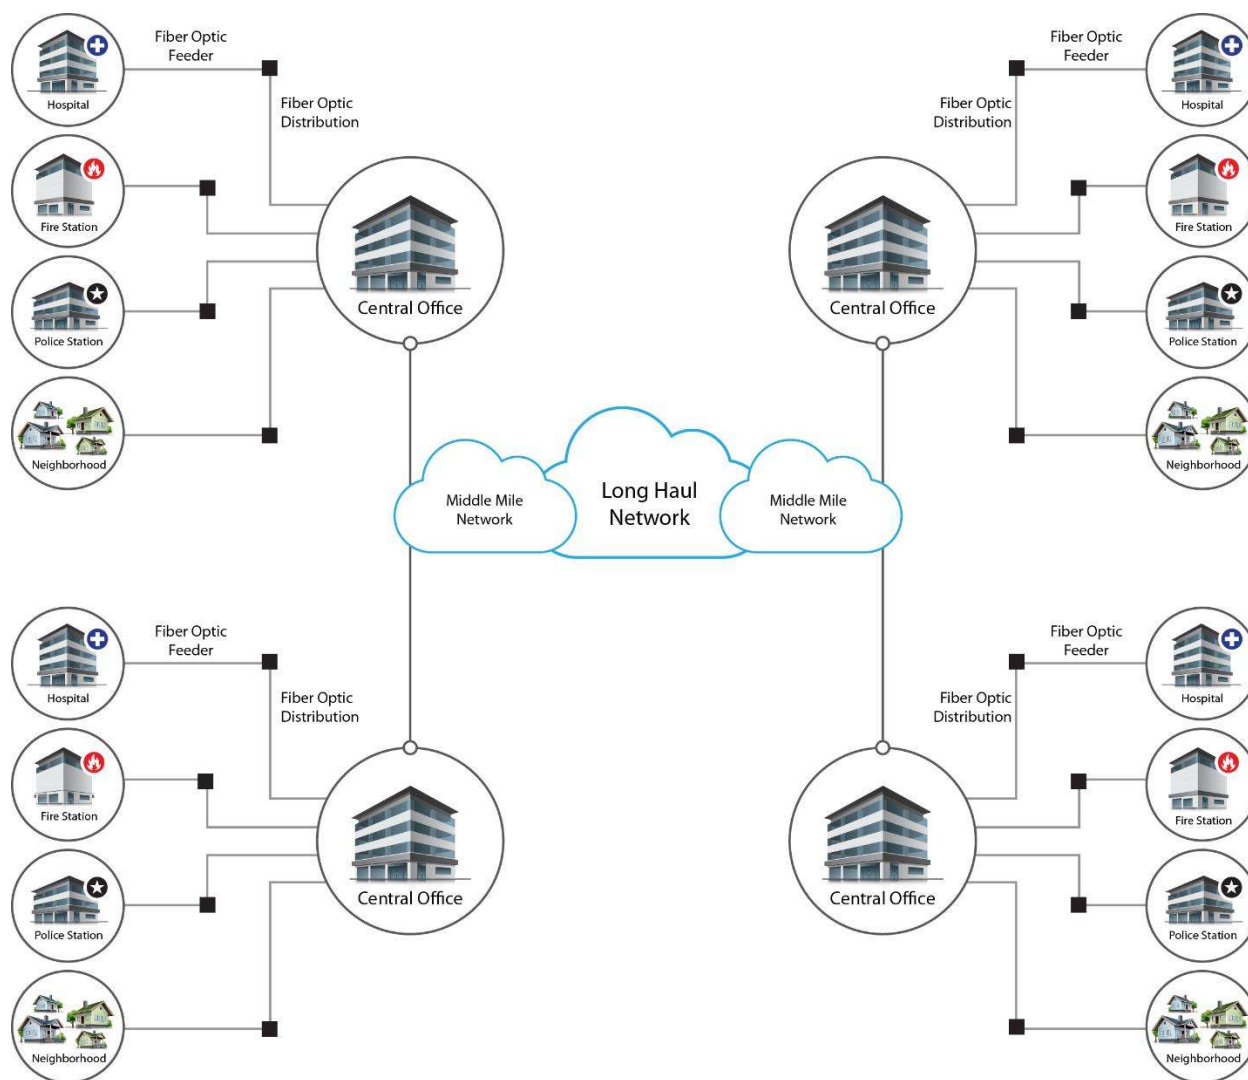 Fiber Optic
Feeder
Hospital
Fiber Optic
Distribution
Fire Station
Police Station
Neighborhood
Central Office
Fiber Optic
Feeder
Hospital
Fiber Optic
Distribution
Fire Station
Police Station
Neighborhood
Central Office
Middle Mile
Network
Long Haul
Network
Middle Mile
Network
Fiber Optic
Feeder
Hospital
Fiber Optic
Distribution
Fire Station
Police Station
Neighborhood
Central Office
Fiber Optic
Feeder
Hospital
Fiber Optic
Distribution
Fire Station
Police Station
Neighborhood
Central Office